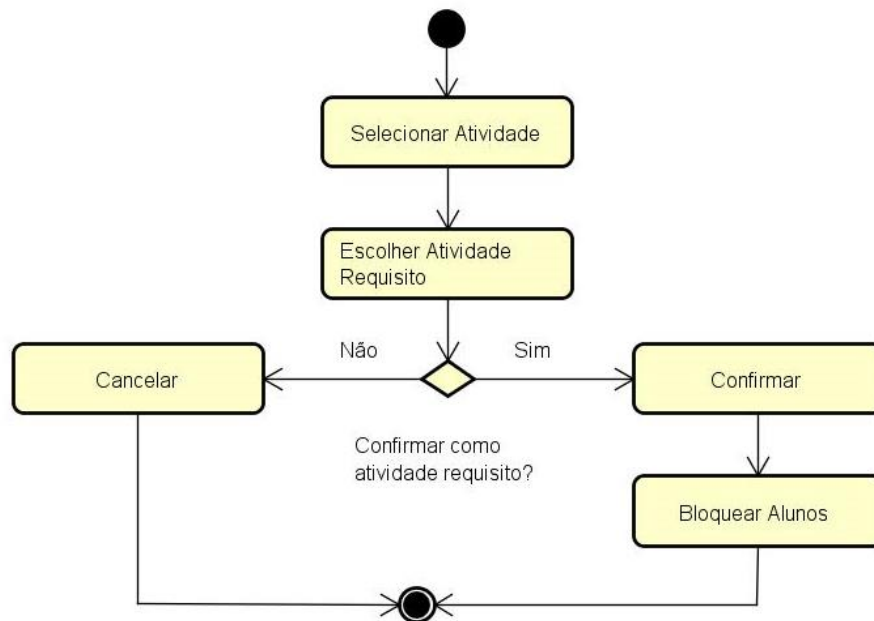 Selecionar Atividade
Escolher Atividade
Requisito
Não
Sim
Cancelar
Confirmar
Confirmar como
atividade requisito?
Bloquear Alunos